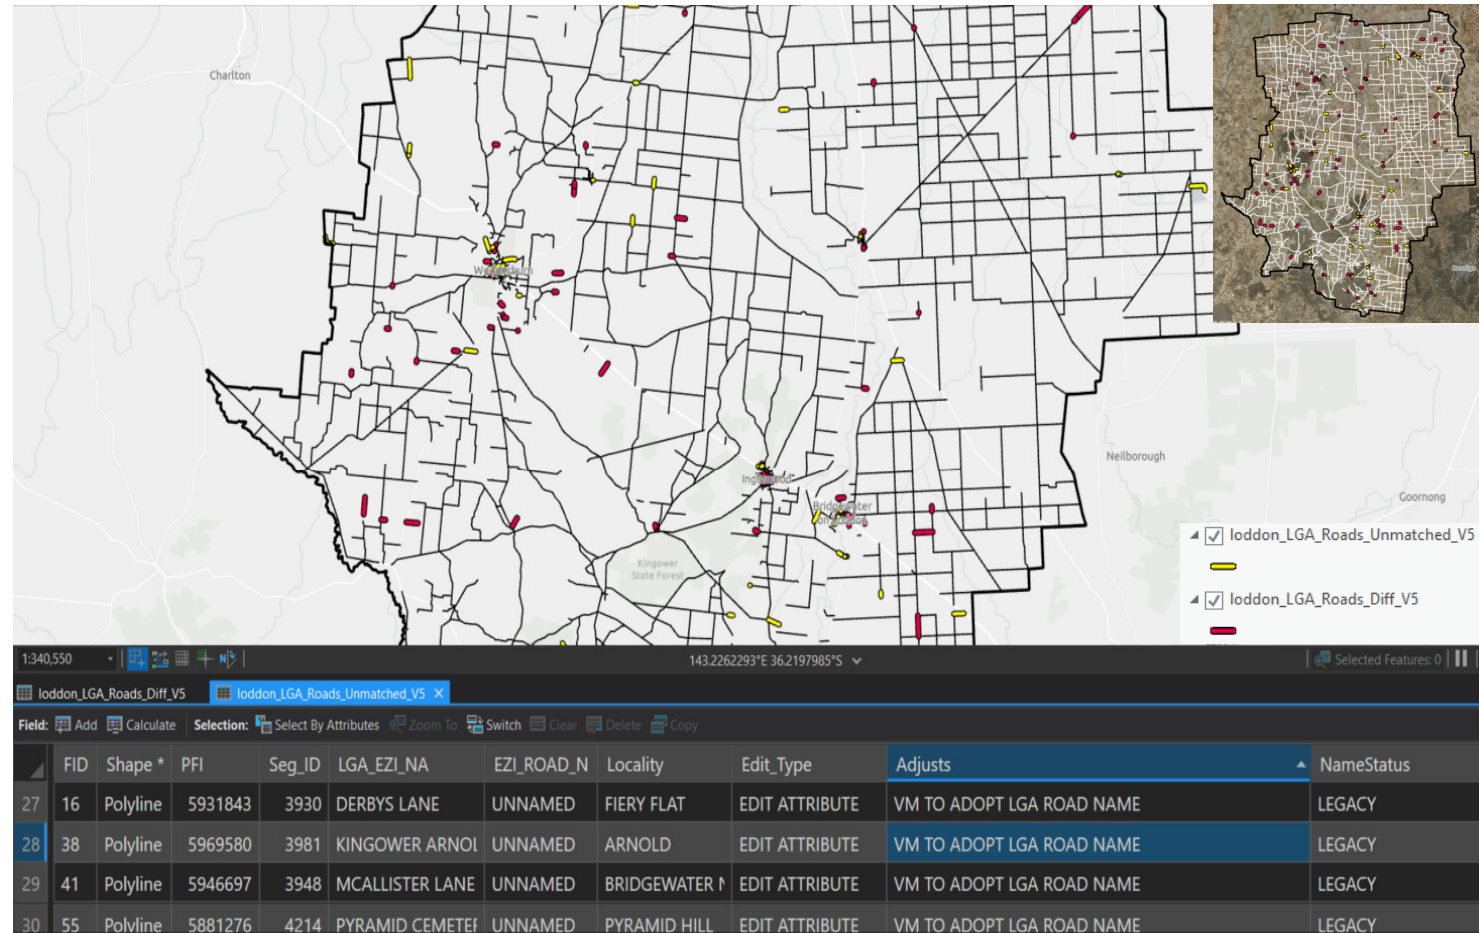 Charlton
Wedderburn
Inglewood
Bridgewater
on Loddon
Kingower
State Forest
Neilborough
Goornong
loddon_LGA_Roads_Unmatched_V5
loddon_LGA_Roads_Diff_V5
1:340,550
143.2262293°E 36.2197985°S
Selected Features: 0
loddon_LGA_Roads_Diff_V5 loddon_LGA_Roads_Unmatched_V5 ×
Field: Add Calculate Selection: Select By Attributes Zoom To Switch Clear Delete Copy
FID Shape * PFI Seg_ID LGA_EZI_NA EZI_ROAD_N Locality Edit_Type Adjusts NameStatus
27 16 Polyline 5931843 3930 DERBYS LANE UNNAMED FIERY FLAT EDIT ATTRIBUTE VM TO ADOPT LGA ROAD NAME LEGACY
28 38 Polyline 5969580 3981 KINGOWER ARNOL UNNAMED ARNOLD EDIT ATTRIBUTE VM TO ADOPT LGA ROAD NAME LEGACY
29 41 Polyline 5946697 3948 MCALLISTER LANE UNNAMED BRIDGEWATER N EDIT ATTRIBUTE VM TO ADOPT LGA ROAD NAME LEGACY
30 55 Polyline 5881276 4214 PYRAMID CEMETER UNNAMED PYRAMID HILL EDIT ATTRIBUTE VM TO ADOPT LGA ROAD NAME LEGACY